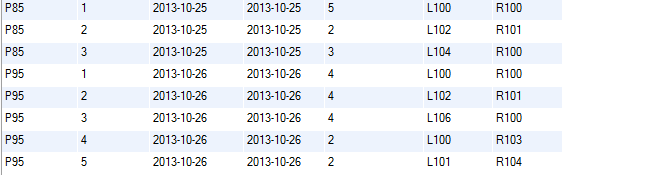 P85 1 2013-10-25 2013-10-25 5 L100 R100
P85 2 2013-10-25 2013-10-25 2 L102 R101
P85 3 2013-10-25 2013-10-25 3 L104 R100
P95 1 2013-10-26 2013-10-26 4 L100 R100
P95 2 2013-10-26 2013-10-26 4 L102 R101
P95 3 2013-10-26 2013-10-26 4 L106 R100
P95 4 2013-10-26 2013-10-26 2 L100 R103
P95 5 2013-10-26 2013-10-26 2 L101 R104